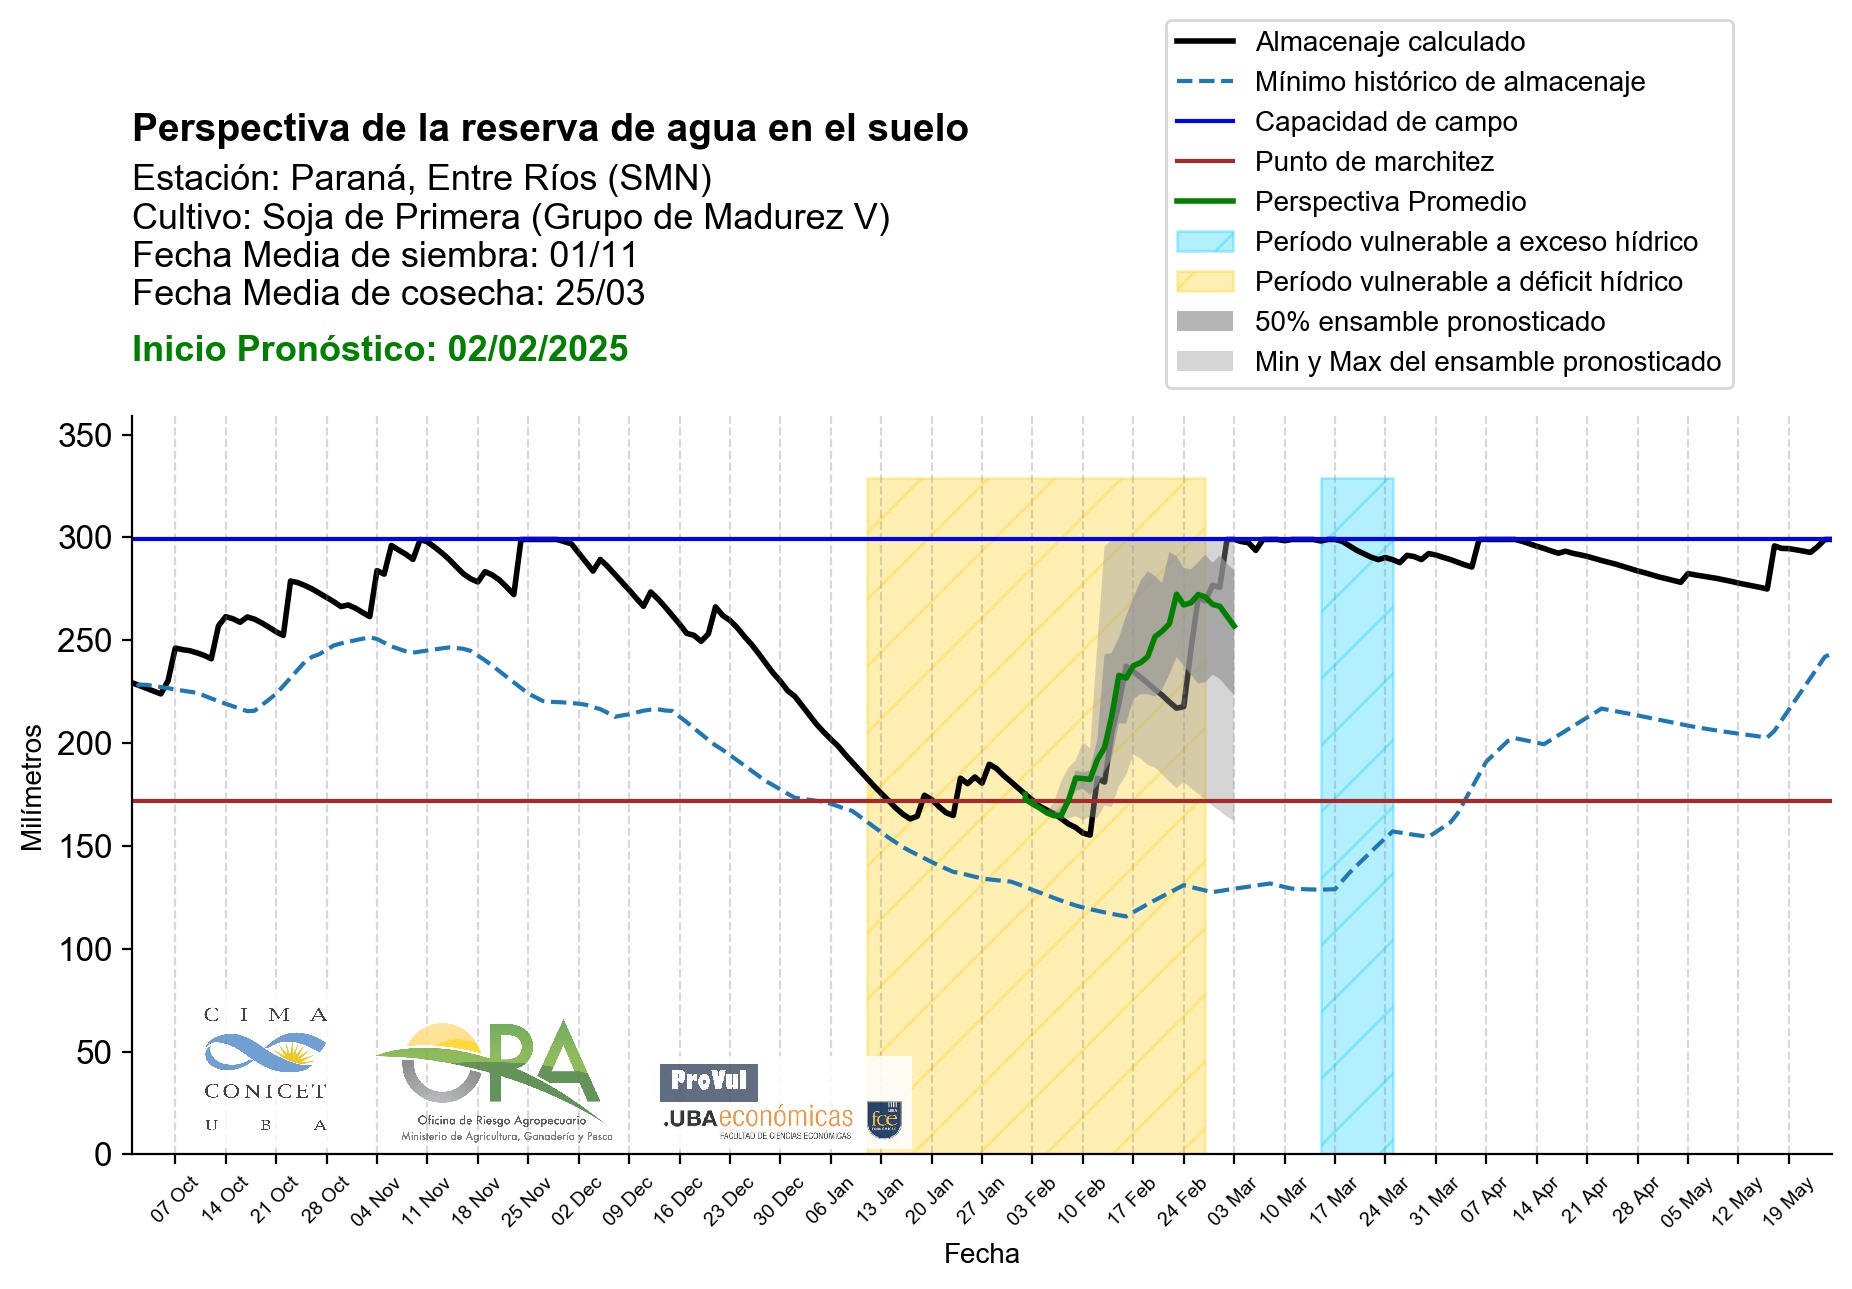 Almacenaje calculado
Mínimo histórico de almacenaje
Capacidad de campo
Punto de marchitez
Perspectiva Promedio
Período vulnerable a exceso hídrico
Período vulnerable a déficit hídrico
50% ensamble pronosticado
Min y Max del ensamble pronosticado
Perspectiva de la reserva de agua en el suelo
Estación: Paraná, Entre Ríos (SMN)
Cultivo: Soja de Primera (Grupo de Madurez V)
Fecha Media de siembra: 01/11
Fecha Media de cosecha: 25/03
Inicio Pronóstico: 02/02/2025
Milímetros
350
300
250
200
150
100
50
0
CIMA
CONICET
UBA
OPA
Oficina de Riesgo Agropecuario
Ministerio de Agricultura, Ganadería y Pesca
ProVul
.UBAeconómicas
FACULTAD DE CIENCIAS ECONÓMICAS
UBA
fce
07 Oct
14 Oct
21 Oct
28 Oct
04 Nov
11 Nov
18 Nov
25 Nov
02 Dec
09 Dec
16 Dec
23 Dec
30 Dec
06 Jan
13 Jan
20 Jan
27 Jan
03 Feb
10 Feb
17 Feb
24 Feb
03 Mar
10 Mar
17 Mar
24 Mar
31 Mar
07 Apr
14 Apr
21 Apr
28 Apr
05 May
12 May
19 May
Fecha